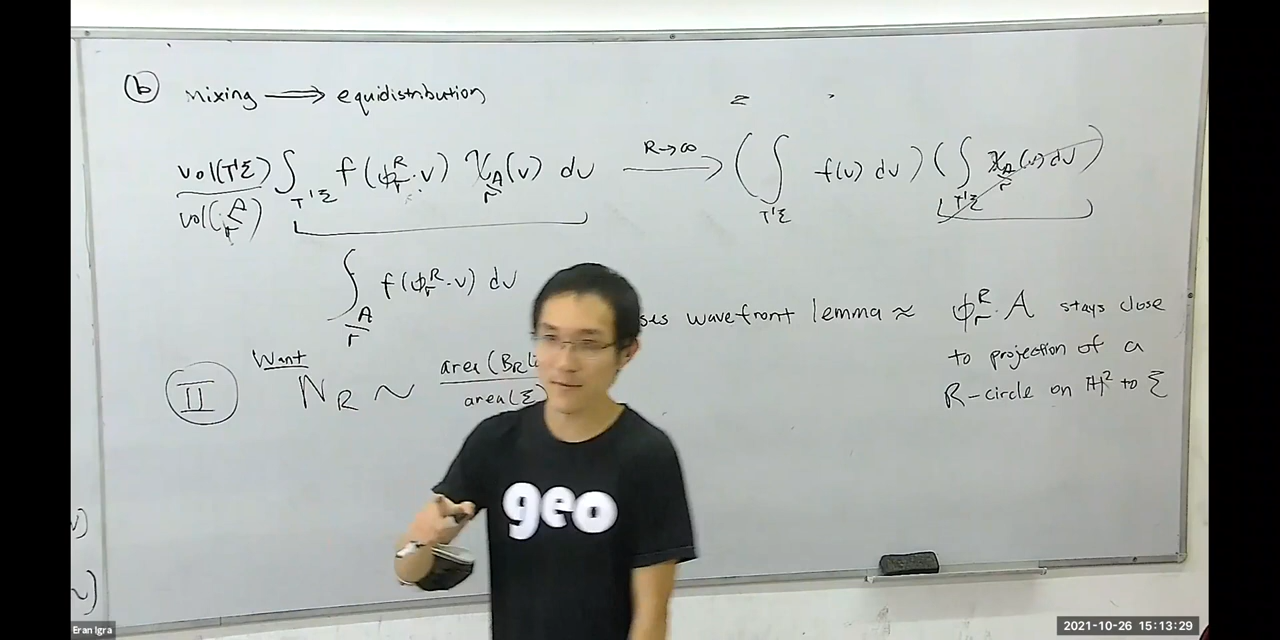 (b) mixing ⟹ equidistribution
vol(T¹Σ) / vol(A/Γ) ∫_{T¹Σ} f(φ_r^R · v) χ_{A/Γ}(v) dv —R→∞→ (∫_{T¹Σ} f(v) dv) (∫_{T¹Σ} χ_{A/Γ}(v) dv)
∫_{A/Γ} f(φ_r^R · v) dv
wavefront lemma ≈ φ_r^R · A stays close
to projection of a
R-circle on ℍ² to Σ
Want
II N_R ~ area(B_R / area(Σ)
geo
Eran Igra
2021-10-26 15:13:29